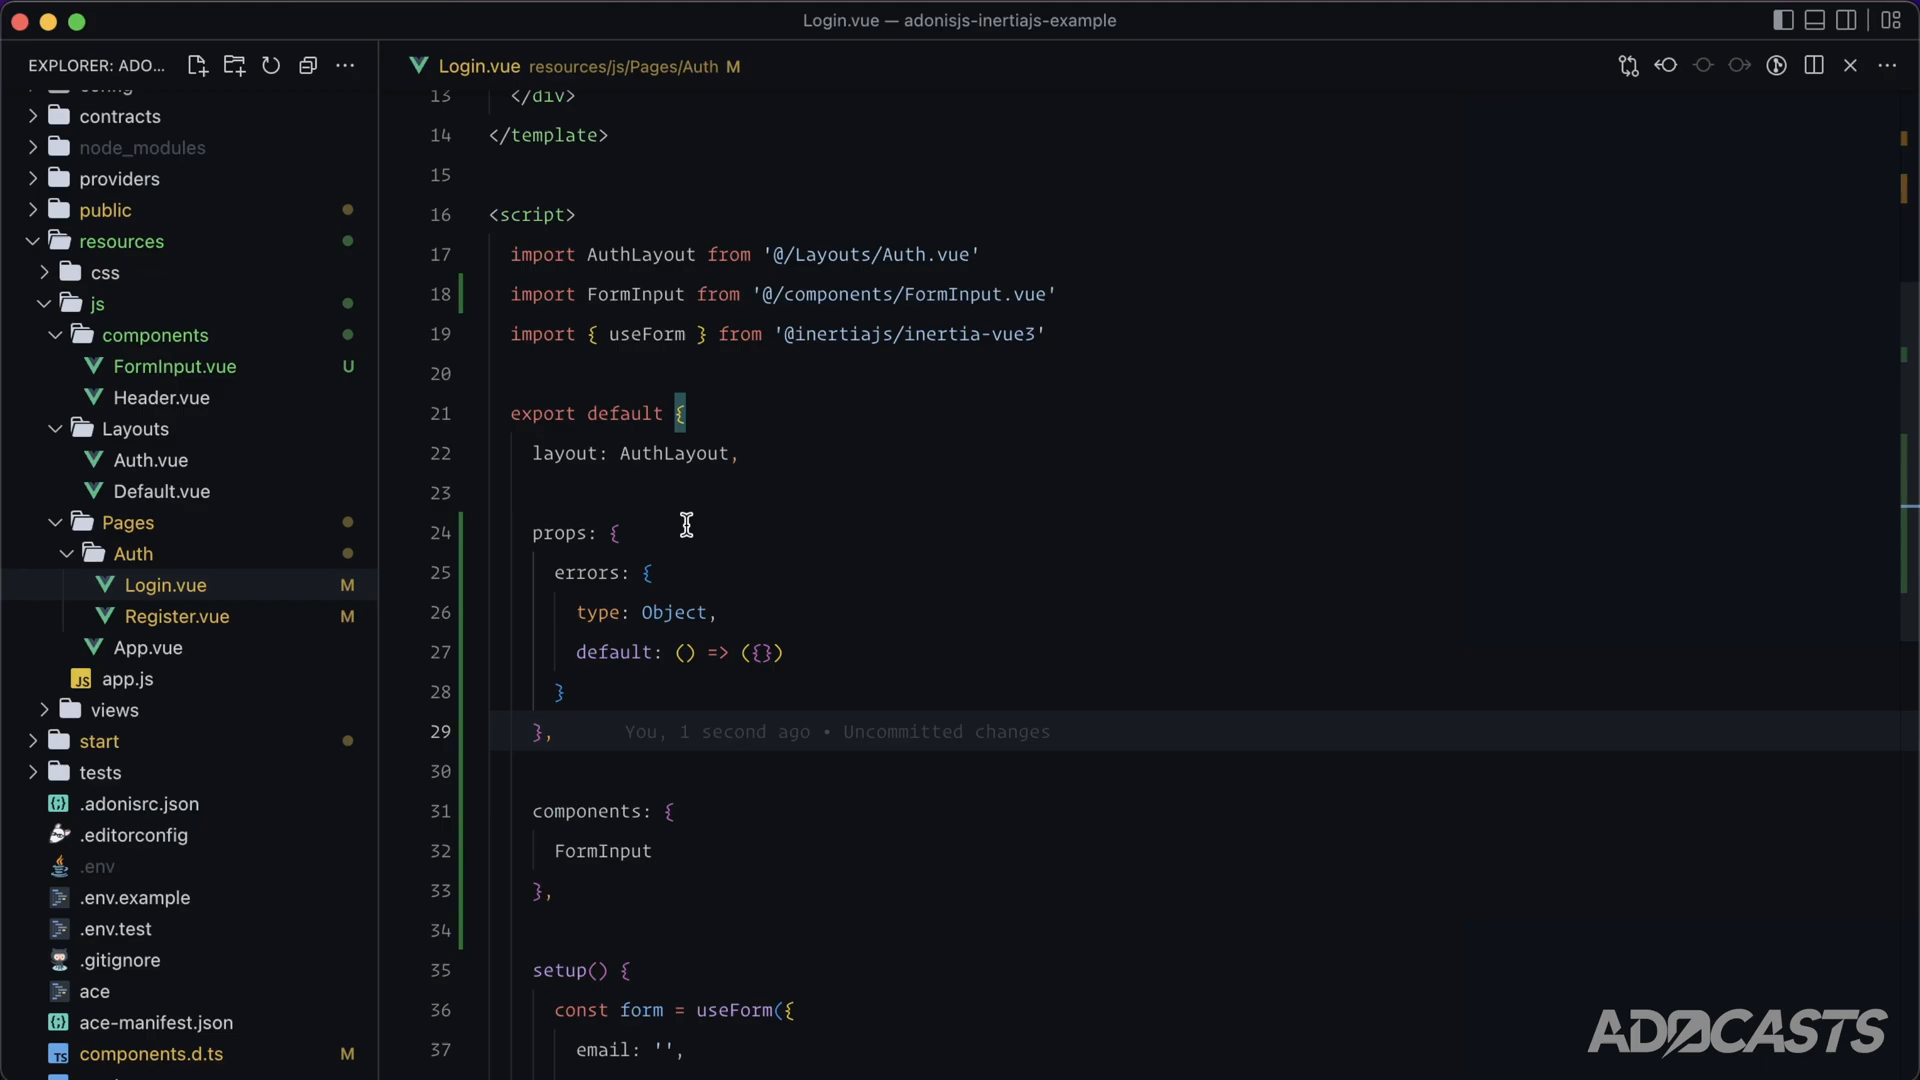 Login.vue — adonisjs-inertiajs-example
EXPLORER: ADO...
contracts
node_modules
providers
public
resources
css
js
components
FormInput.vue U
Header.vue
Layouts
Auth.vue
Default.vue
Pages
Auth
Login.vue M
Register.vue M
App.vue
JS app.js
views
start
tests
.adonisrc.json
.editorconfig
.env
.env.example
.env.test
.gitignore
ace
ace-manifest.json
TS components.d.ts M
Login.vue resources/js/Pages/Auth M
13 </div>
14 </template>
15
16 <script>
17 import AuthLayout from '@/Layouts/Auth.vue'
18 import FormInput from '@/components/FormInput.vue'
19 import { useForm } from '@inertiajs/inertia-vue3'
20
21 export default {
22 layout: AuthLayout,
23
24 props: {
25 errors: {
26 type: Object,
27 default: () => ({})
28 }
29 }, You, 1 second ago • Uncommitted changes
30
31 components: {
32 FormInput
33 },
34
35 setup() {
36 const form = useForm({
37 email: '',
ADOCASTS